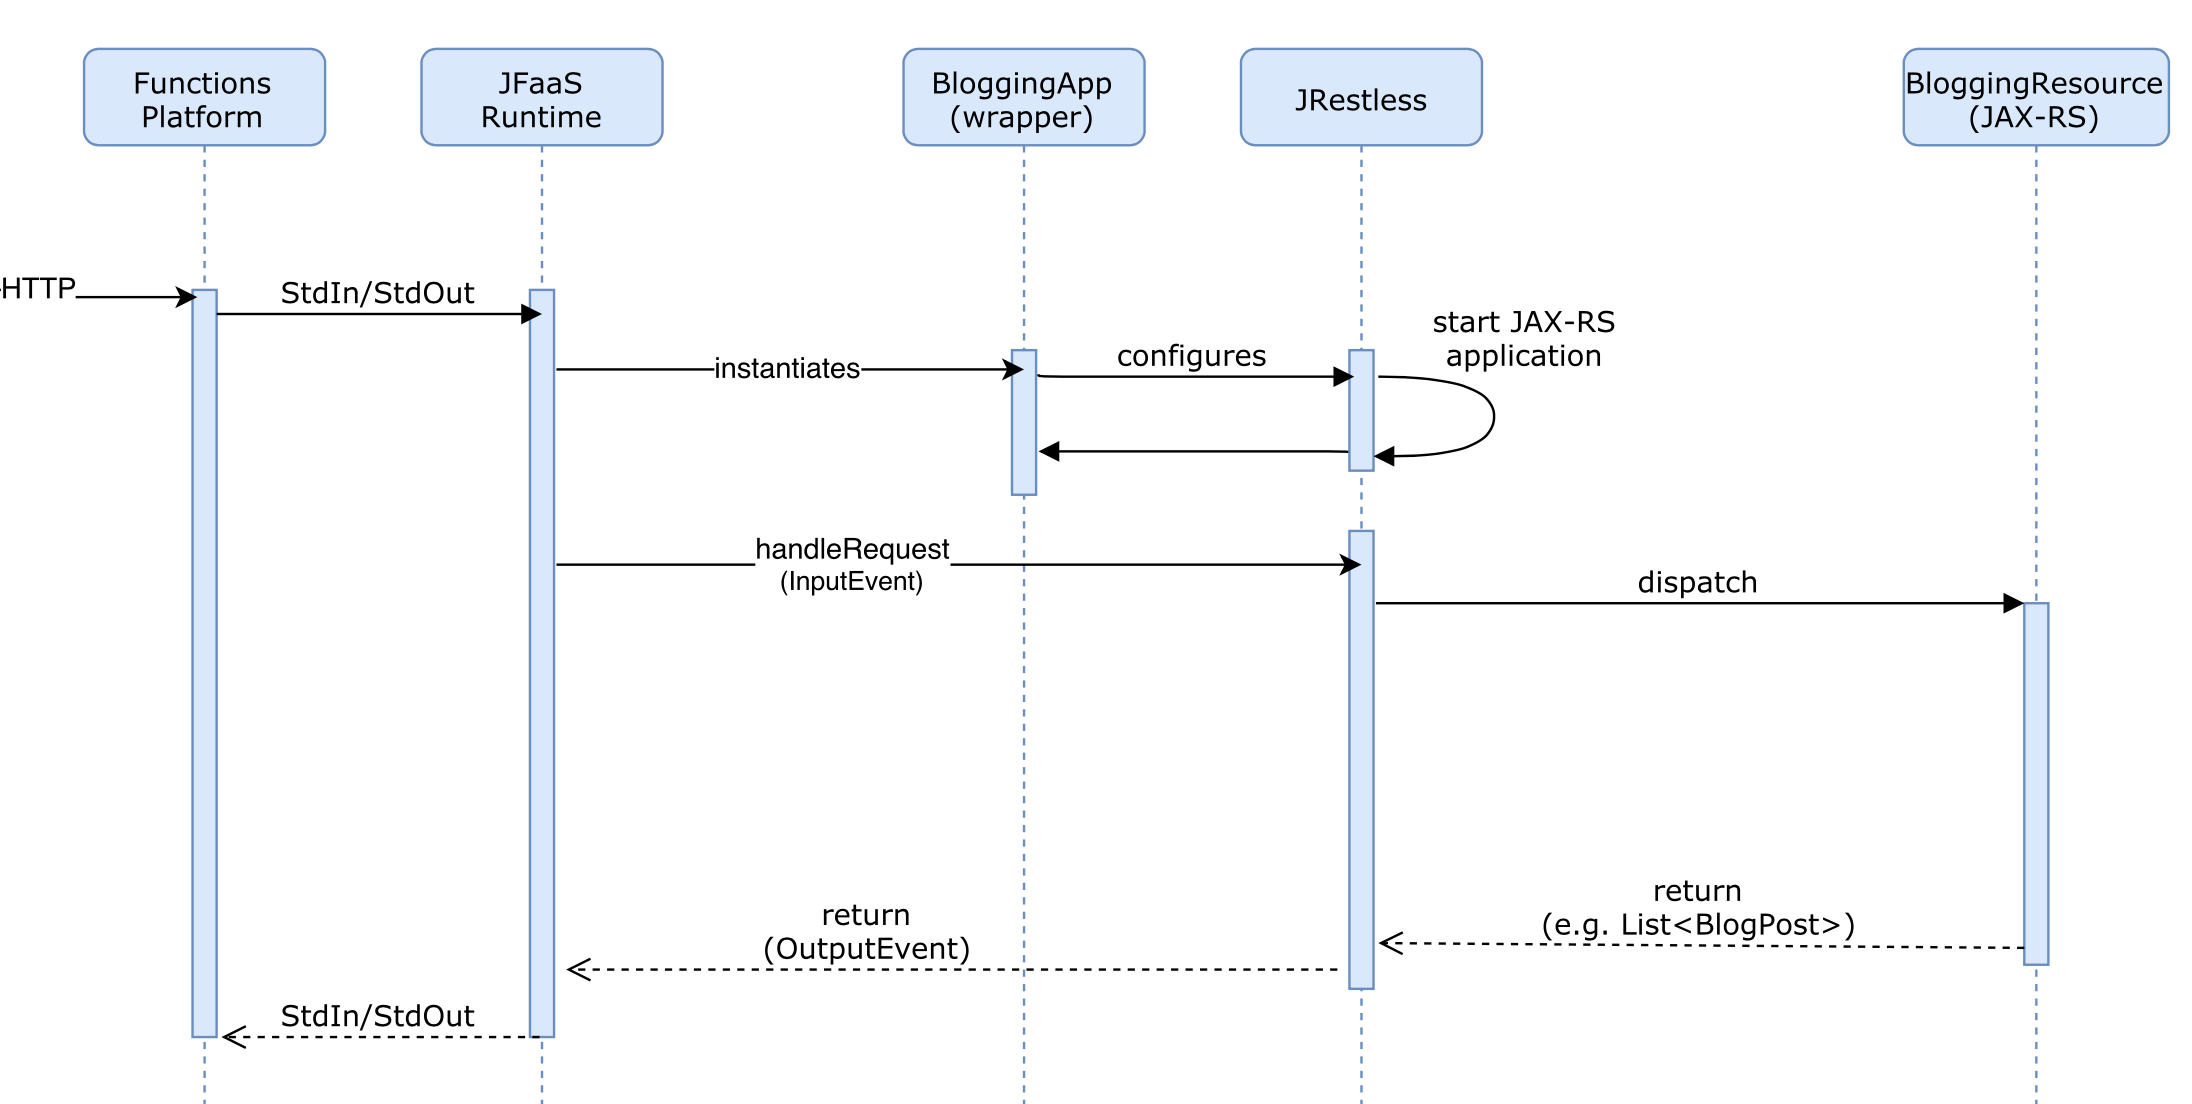 Functions
Platform
JFaaS
Runtime
BloggingApp
(wrapper)
JRestless
BloggingResource
(JAX-RS)
HTTP
StdIn/StdOut
start JAX-RS
application
instantiates
configures
handleRequest
(InputEvent)
dispatch
return
(e.g. List<BlogPost>)
return
(OutputEvent)
StdIn/StdOut